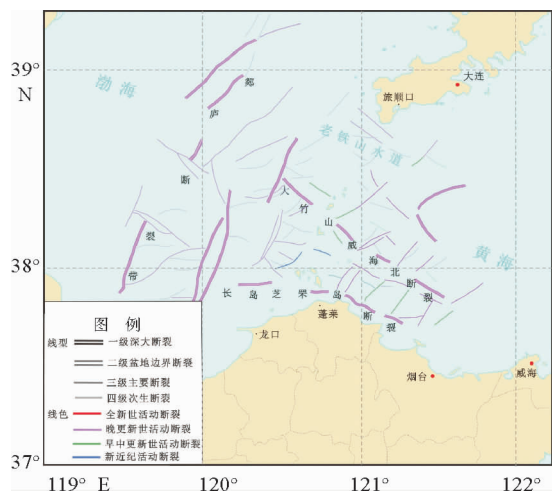 39°
N
38°
37°
119° E
120°
121°
122°
渤海
郯
庐
断
裂
带
大连
旅顺口
老铁山水道
大
竹
山
威
海
北
断
裂
黄海
长
岛
芝
罘
岛
断
裂
蓬莱
龙口
烟台
威海
图 例
线型
一级深大断裂
二级盆地边界断裂
三级主要断裂
四级次生断裂
线色
全新世活动断裂
晚更新世活动断裂
早中更新世活动断裂
新近纪活动断裂